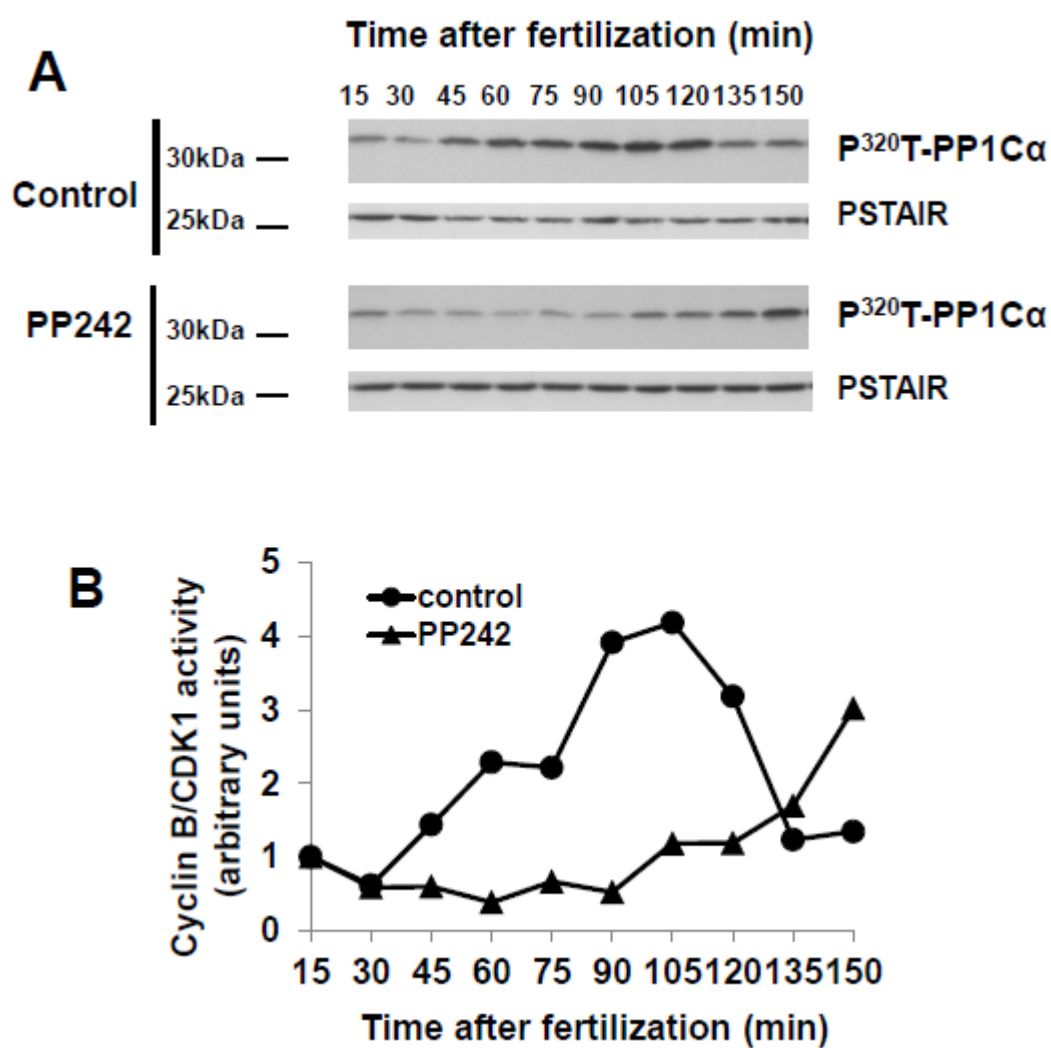 Time after fertilization (min)
A
15 30 45 60 75 90 105 120 135 150
30kDa
P³²⁰T-PP1Cα
Control
25kDa
PSTAIR
PP242
30kDa
P³²⁰T-PP1Cα
25kDa
PSTAIR
B
Cyclin B/CDK1 activity
(arbitrary units)
5
4
3
2
1
0
control
PP242
15 30 45 60 75 90 105 120 135 150
Time after fertilization (min)